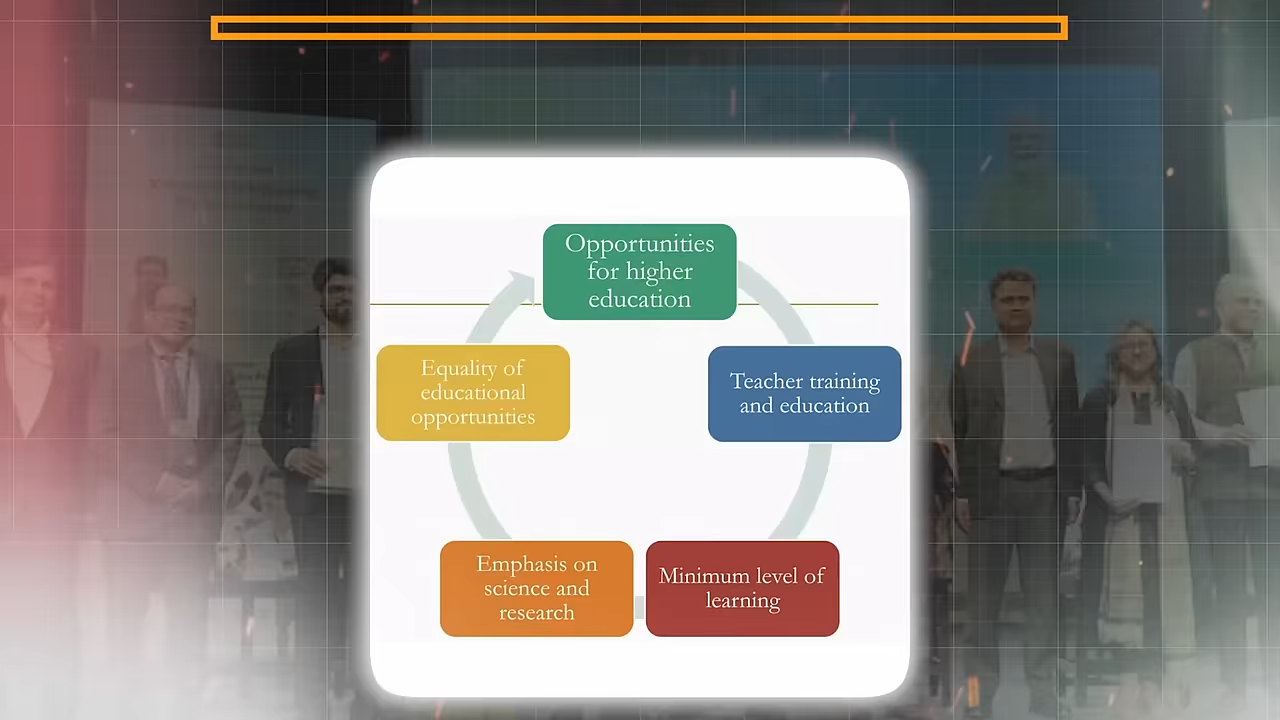 Opportunities
for higher
education
Teacher training
and education
Minimum level of
learning
Emphasis on
science and
research
Equality of
educational
opportunities